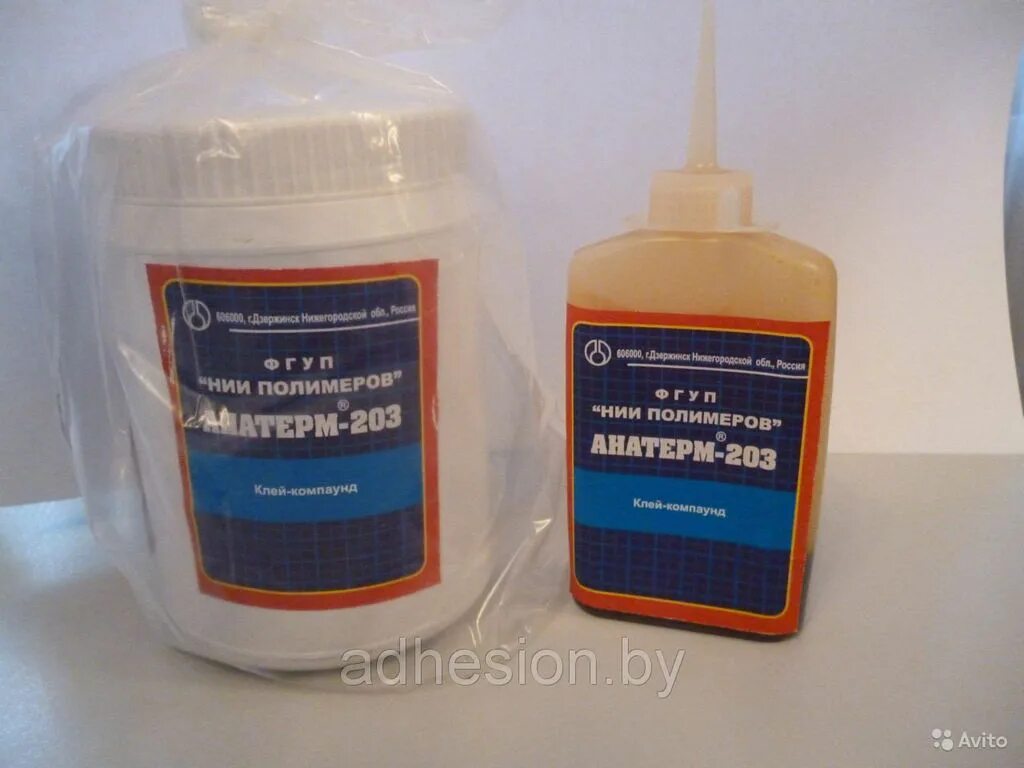 606000, г.Дзержинск Нижегородской обл., Россия
ФГУП
"НИИ ПОЛИМЕРОВ"
АНАТЕРМ®-203
Клей-компаунд
606000, г.Дзержинск Нижегородской обл., Россия
ФГУП
"НИИ ПОЛИМЕРОВ"
АНАТЕРМ®-203
Клей-компаунд
adhesion.by
Avito